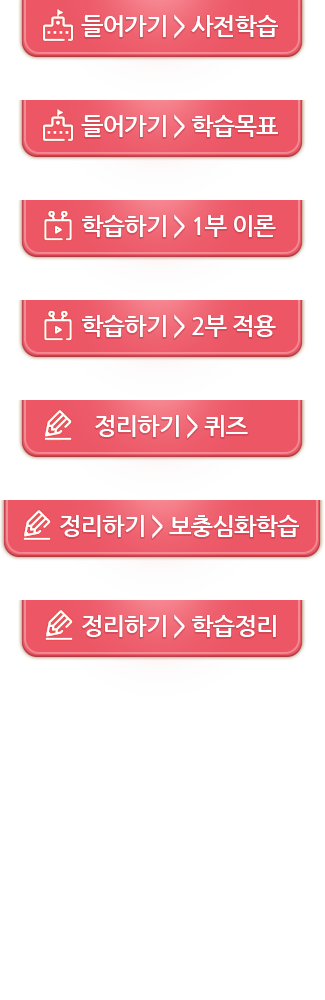 들어가기 > 사전학습
들어가기 > 학습목표
학습하기 > 1부 이론
학습하기 > 2부 적용
정리하기 > 퀴즈
정리하기 > 보충심화학습
정리하기 > 학습정리